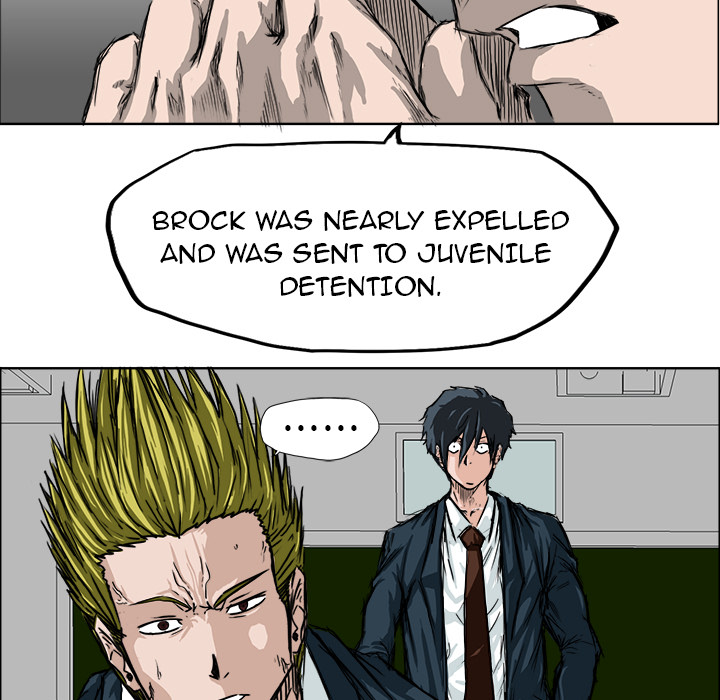 BROCK WAS NEARLY EXPELLED
AND WAS SENT TO JUVENILE
DETENTION.
......